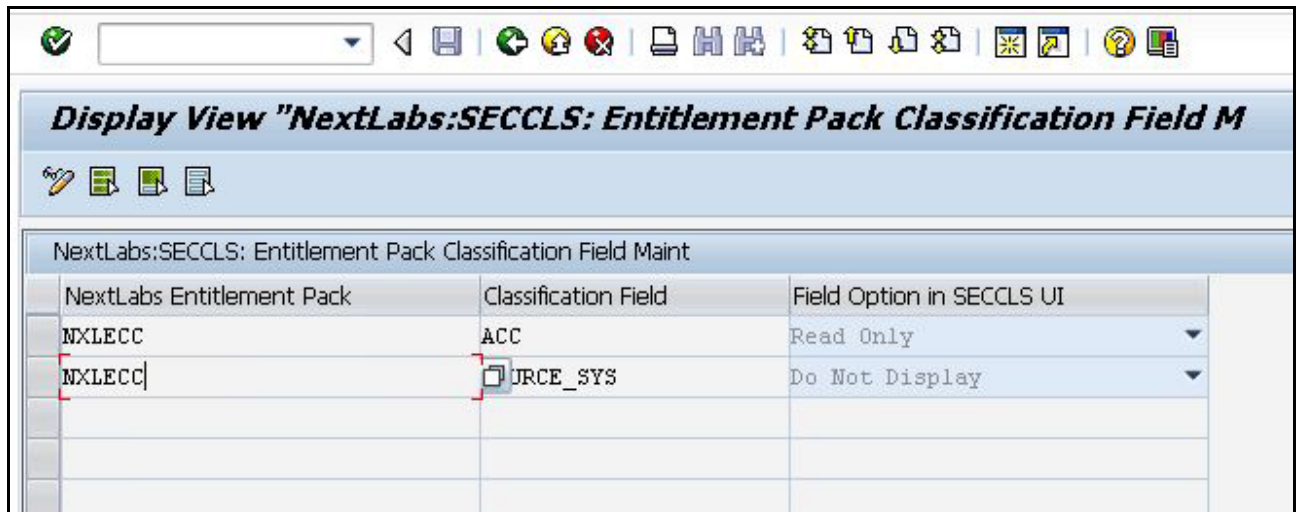 Display View "NextLabs:SECCLS: Entitlement Pack Classification Field M
NextLabs:SECCLS: Entitlement Pack Classification Field Maint
NextLabs Entitlement Pack Classification Field Field Option in SECCLS UI
NXLECC ACC Read Only
NXLECC URCE_SYS Do Not Display